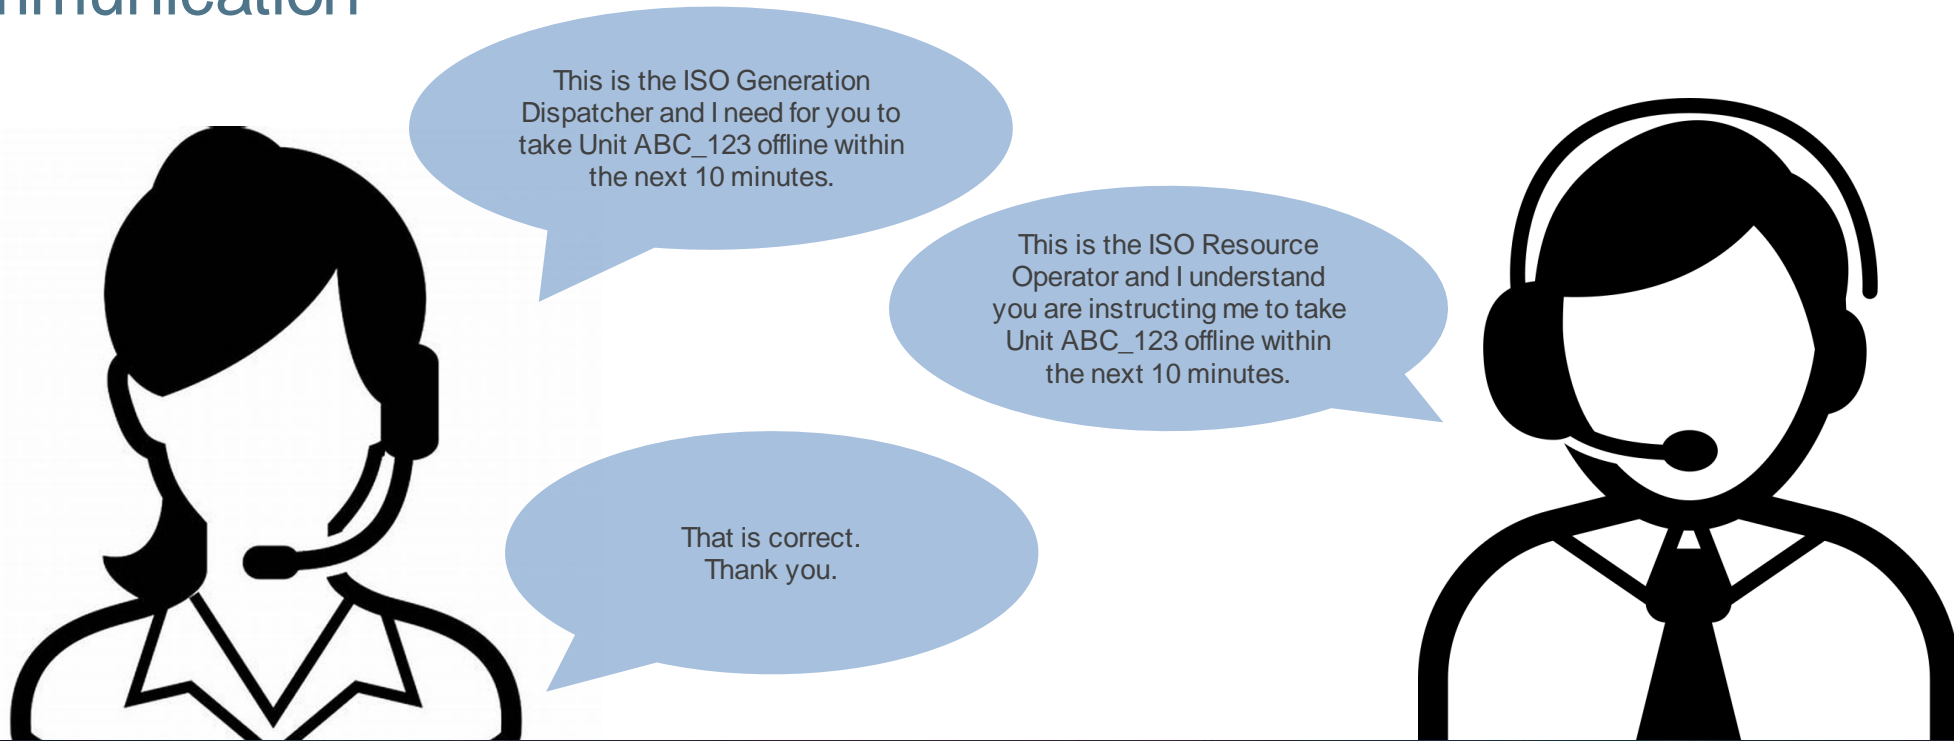 This is the ISO Generation
Dispatcher and I need for you to
take Unit ABC_123 offline within
the next 10 minutes.
This is the ISO Resource
Operator and I understand
you are instructing me to take
Unit ABC_123 offline within
the next 10 minutes.
That is correct.
Thank you.